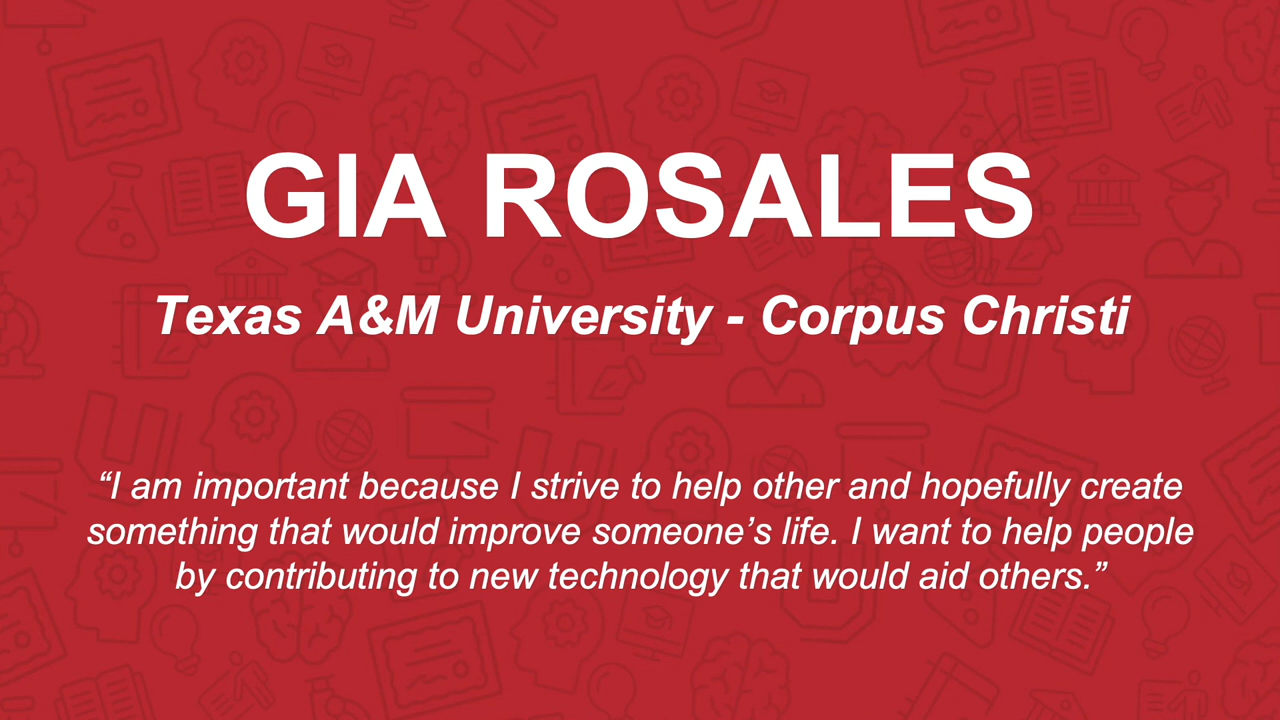 GIA ROSALES
Texas A&M University - Corpus Christi
“I am important because I strive to help other and hopefully create
something that would improve someone’s life. I want to help people
by contributing to new technology that would aid others.”